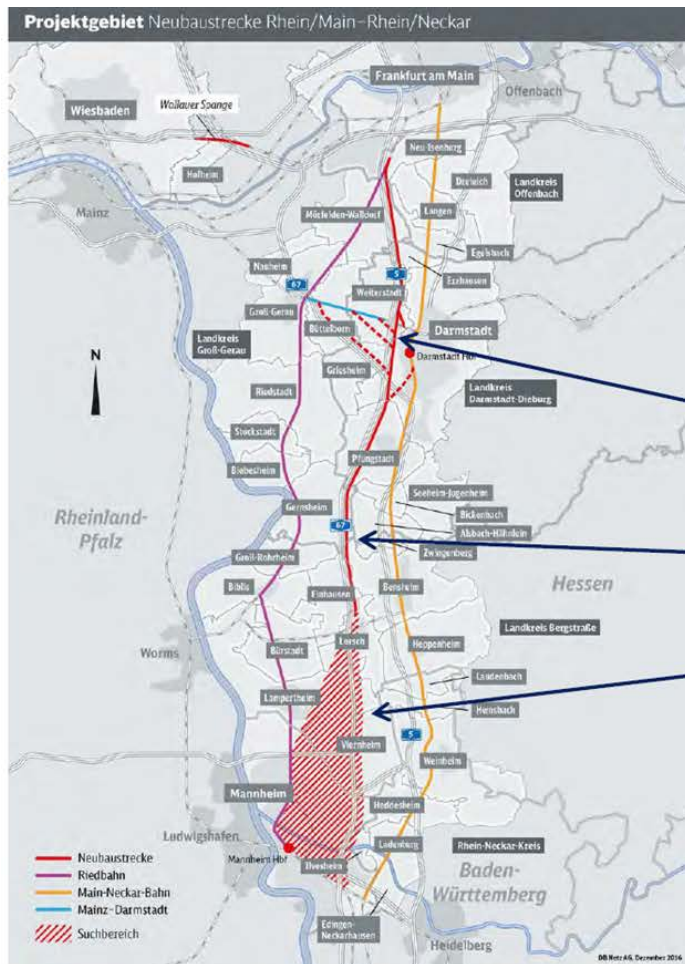 Projektgebiet Neubaustrecke Rhein/Main–Rhein/Neckar
Frankfurt am Main
Offenbach
Wiesbaden
Wallauer Spange
Hofheim
Neu-Isenburg
Dreieich
Landkreis
Offenbach
Mainz
Mörfelden-Walldorf
Langen
Egelsbach
Nauheim
Erzhausen
67
5
Weiterstadt
Groß-Gerau
Büttelborn
Darmstadt
Darmstadt Hbf
Landkreis
Groß-Gerau
Griesheim
N
Landkreis
Darmstadt-Dieburg
Riedstadt
Stockstadt
Pfungstadt
Biebesheim
Seeheim-Jugenheim
Bickenbach
Gernsheim
Alsbach-Hähnlein
Rheinland-
Pfalz
67
Zwingenberg
Groß-Rohrheim
Hessen
Biblis
Einhausen
Bensheim
Landkreis Bergstraße
Bürstadt
Lorsch
Heppenheim
Worms
Laudenbach
Lampertheim
Hemsbach
5
Viernheim
Weinheim
Mannheim
Heddesheim
Ludwigshafen
Ladenburg
Rhein-Neckar-Kreis
Mannheim Hbf
Ilvesheim
Baden-
Württemberg
Edingen-
Neckarhausen
Heidelberg
Neubaustrecke
Riedbahn
Main-Neckar-Bahn
Mainz–Darmstadt
Suchbereich
DB Netz AG, Dezember 2016